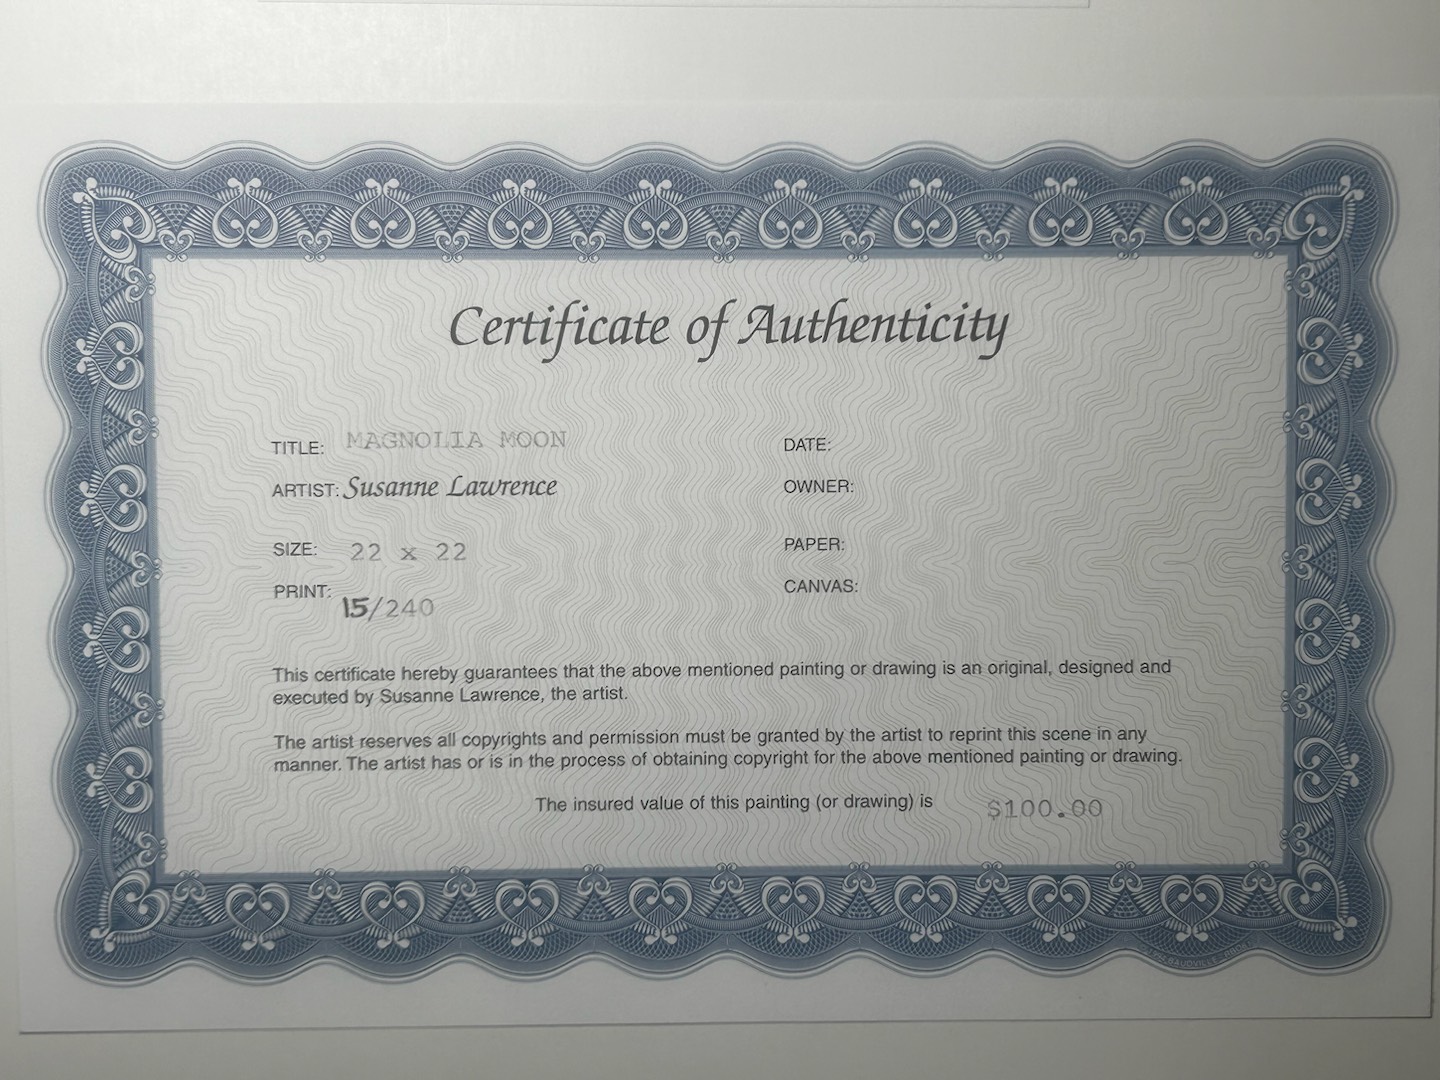 Certificate of Authenticity
TITLE: MAGNOLIA MOON
ARTIST: Susanne Lawrence
SIZE: 22 x 22
PRINT: 15/240
DATE:
OWNER:
PAPER:
CANVAS:
This certificate hereby guarantees that the above mentioned painting or drawing is an original, designed and
executed by Susanne Lawrence, the artist.
The artist reserves all copyrights and permission must be granted by the artist to reprint this scene in any
manner. The artist has or is in the process of obtaining copyright for the above mentioned painting or drawing.
The insured value of this painting (or drawing) is $100.00
BAUDVILLE